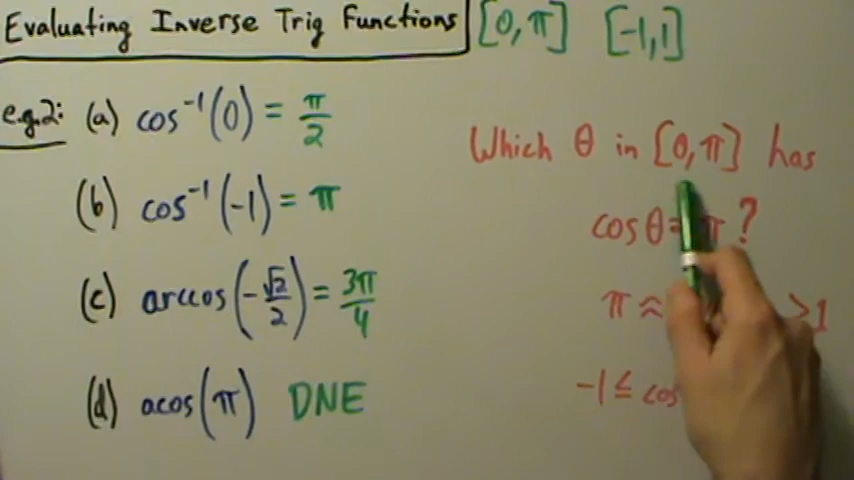 Evaluating Inverse Trig Functions [0, π] [-1, 1]
e.g. 2: (a) cos⁻¹(0) = π/2
(b) cos⁻¹(-1) = π
(c) arccos(-√2/2) = 3π/4
(d) acos(π) DNE
Which θ in [0, π] has
cos θ = π ?
π ≈ >1
-1 ≤ cos